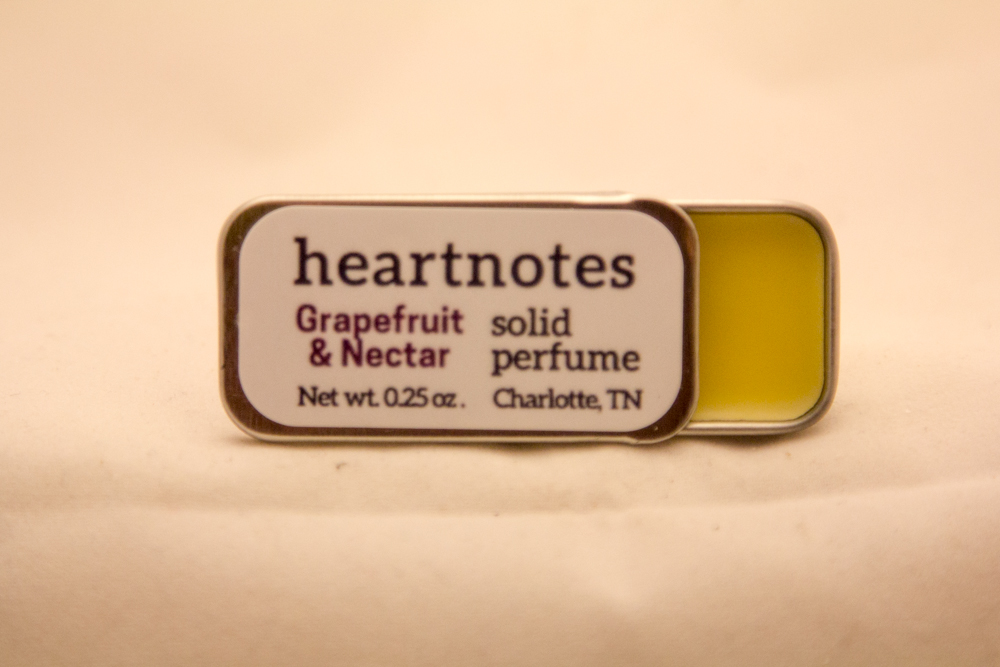 heartnotes
Grapefruit
& Nectar
solid
perfume
Net wt. 0.25 oz.
Charlotte, TN